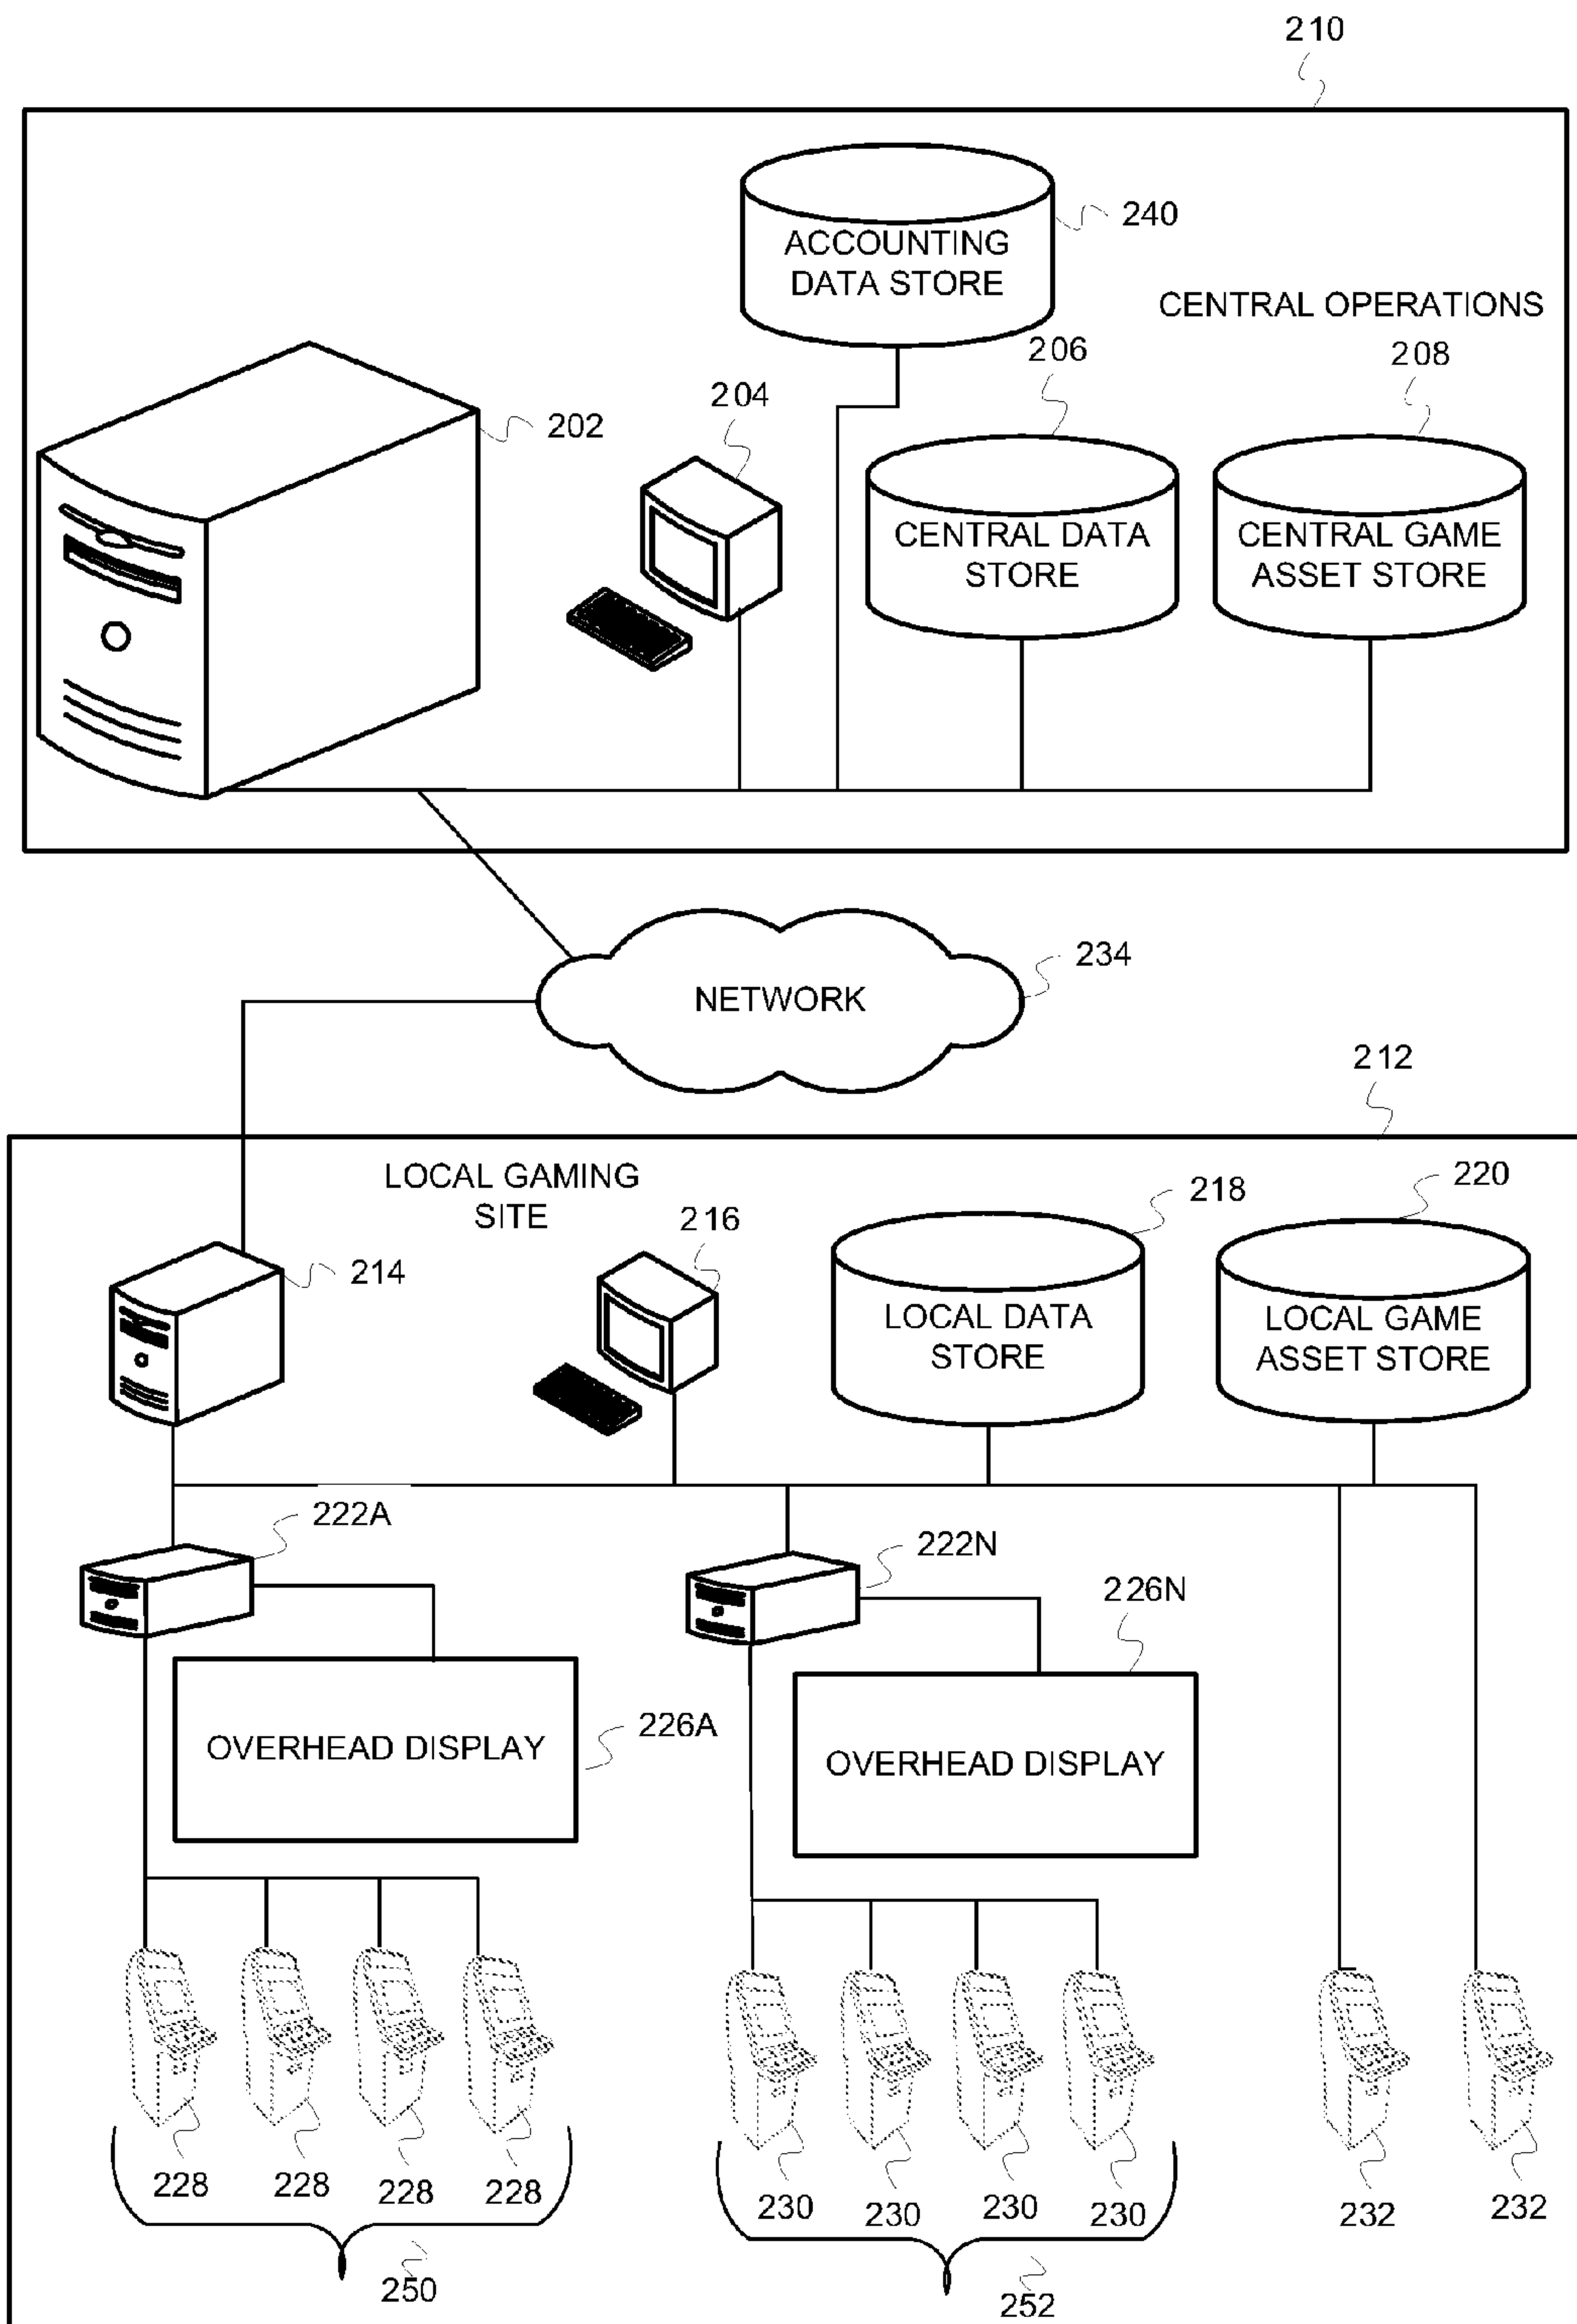 210
240
ACCOUNTING
DATA STORE
CENTRAL OPERATIONS
206
208
204
202
CENTRAL DATA
STORE
CENTRAL GAME
ASSET STORE
234
NETWORK
212
LOCAL GAMING
SITE
218
220
216
214
LOCAL DATA
STORE
LOCAL GAME
ASSET STORE
222A
222N
226N
226A
OVERHEAD DISPLAY
OVERHEAD DISPLAY
228 228 228 228
230 230 230 230
232 232
250
252